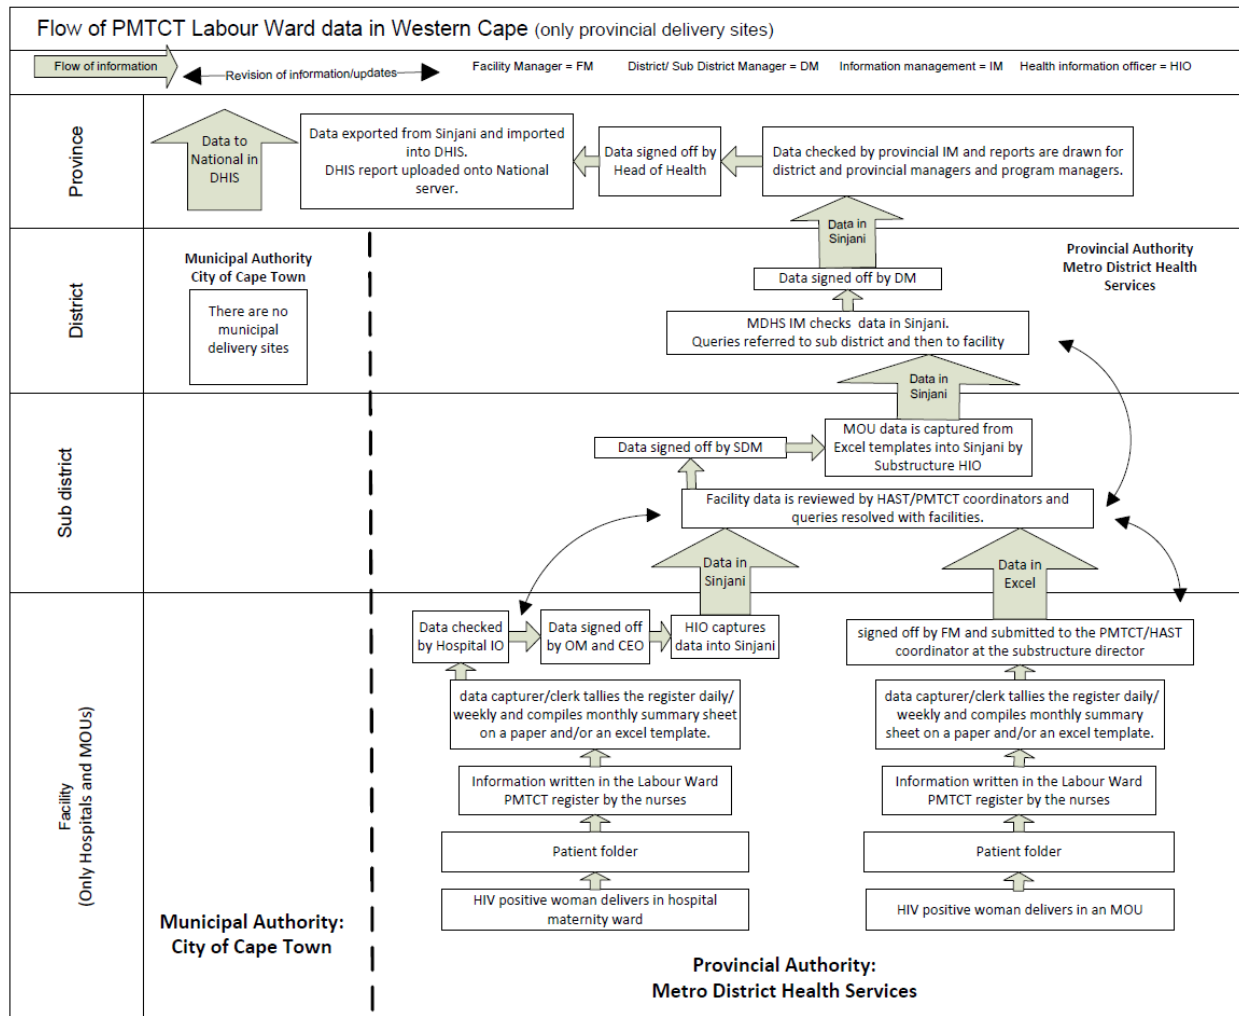 Flow of PMTCT Labour Ward data in Western Cape (only provincial delivery sites)
Flow of information
Revision of information/updates
Facility Manager = FM
District/ Sub District Manager = DM
Information management = IM
Health information officer = HIO
Province
Data to
National in
DHIS
Data exported from Sinjani and imported
into DHIS.
DHIS report uploaded onto National
server.
Data signed off by
Head of Health
Data checked by provincial IM and reports are drawn for
district and provincial managers and program managers.
Data in
Sinjani
District
Municipal Authority
City of Cape Town
There are no
municipal
delivery sites
Provincial Authority
Metro District Health
Services
Data signed off by DM
MDHS IM checks data in Sinjani.
Queries referred to sub district and then to facility
Data in
Sinjani
Sub district
Data signed off by SDM
MOU data is captured from
Excel templates into Sinjani by
Substructure HIO
Facility data is reviewed by HAST/PMTCT coordinators and
queries resolved with facilities.
Data in
Sinjani
Data in
Excel
Facility
(Only Hospitals and MOUs)
Data checked
by Hospital IO
Data signed off
by OM and CEO
HIO captures
data into Sinjani
signed off by FM and submitted to the PMTCT/HAST
coordinator at the substructure director
data capturer/clerk tallies the register daily/
weekly and compiles monthly summary sheet
on a paper and/or an excel template.
data capturer/clerk tallies the register daily/
weekly and compiles monthly summary
sheet on a paper and/or an excel template.
Information written in the Labour Ward
PMTCT register by the nurses
Information written in the Labour Ward
PMTCT register by the nurses
Patient folder
Patient folder
HIV positive woman delivers in hospital
maternity ward
HIV positive woman delivers in an MOU
Municipal Authority:
City of Cape Town
Provincial Authority:
Metro District Health Services